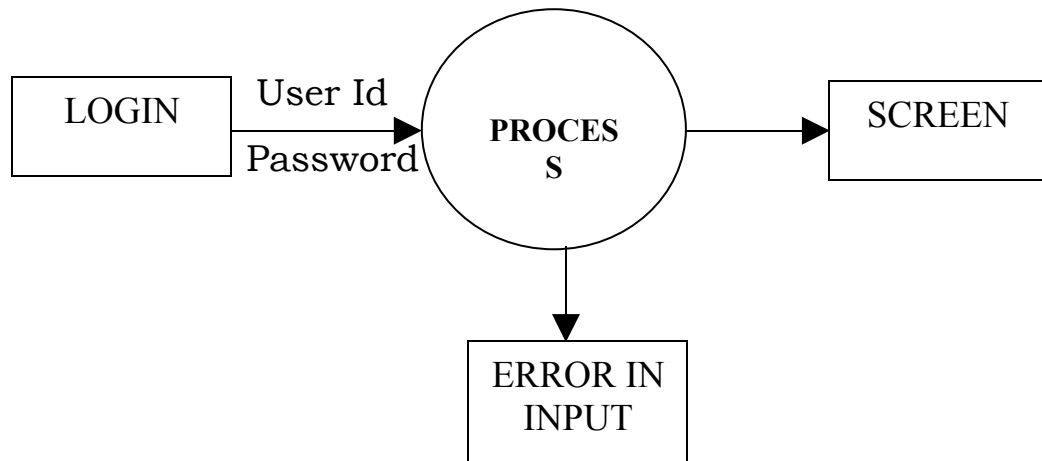 LOGIN
User Id
Password
PROCES
S
SCREEN
ERROR IN
INPUT